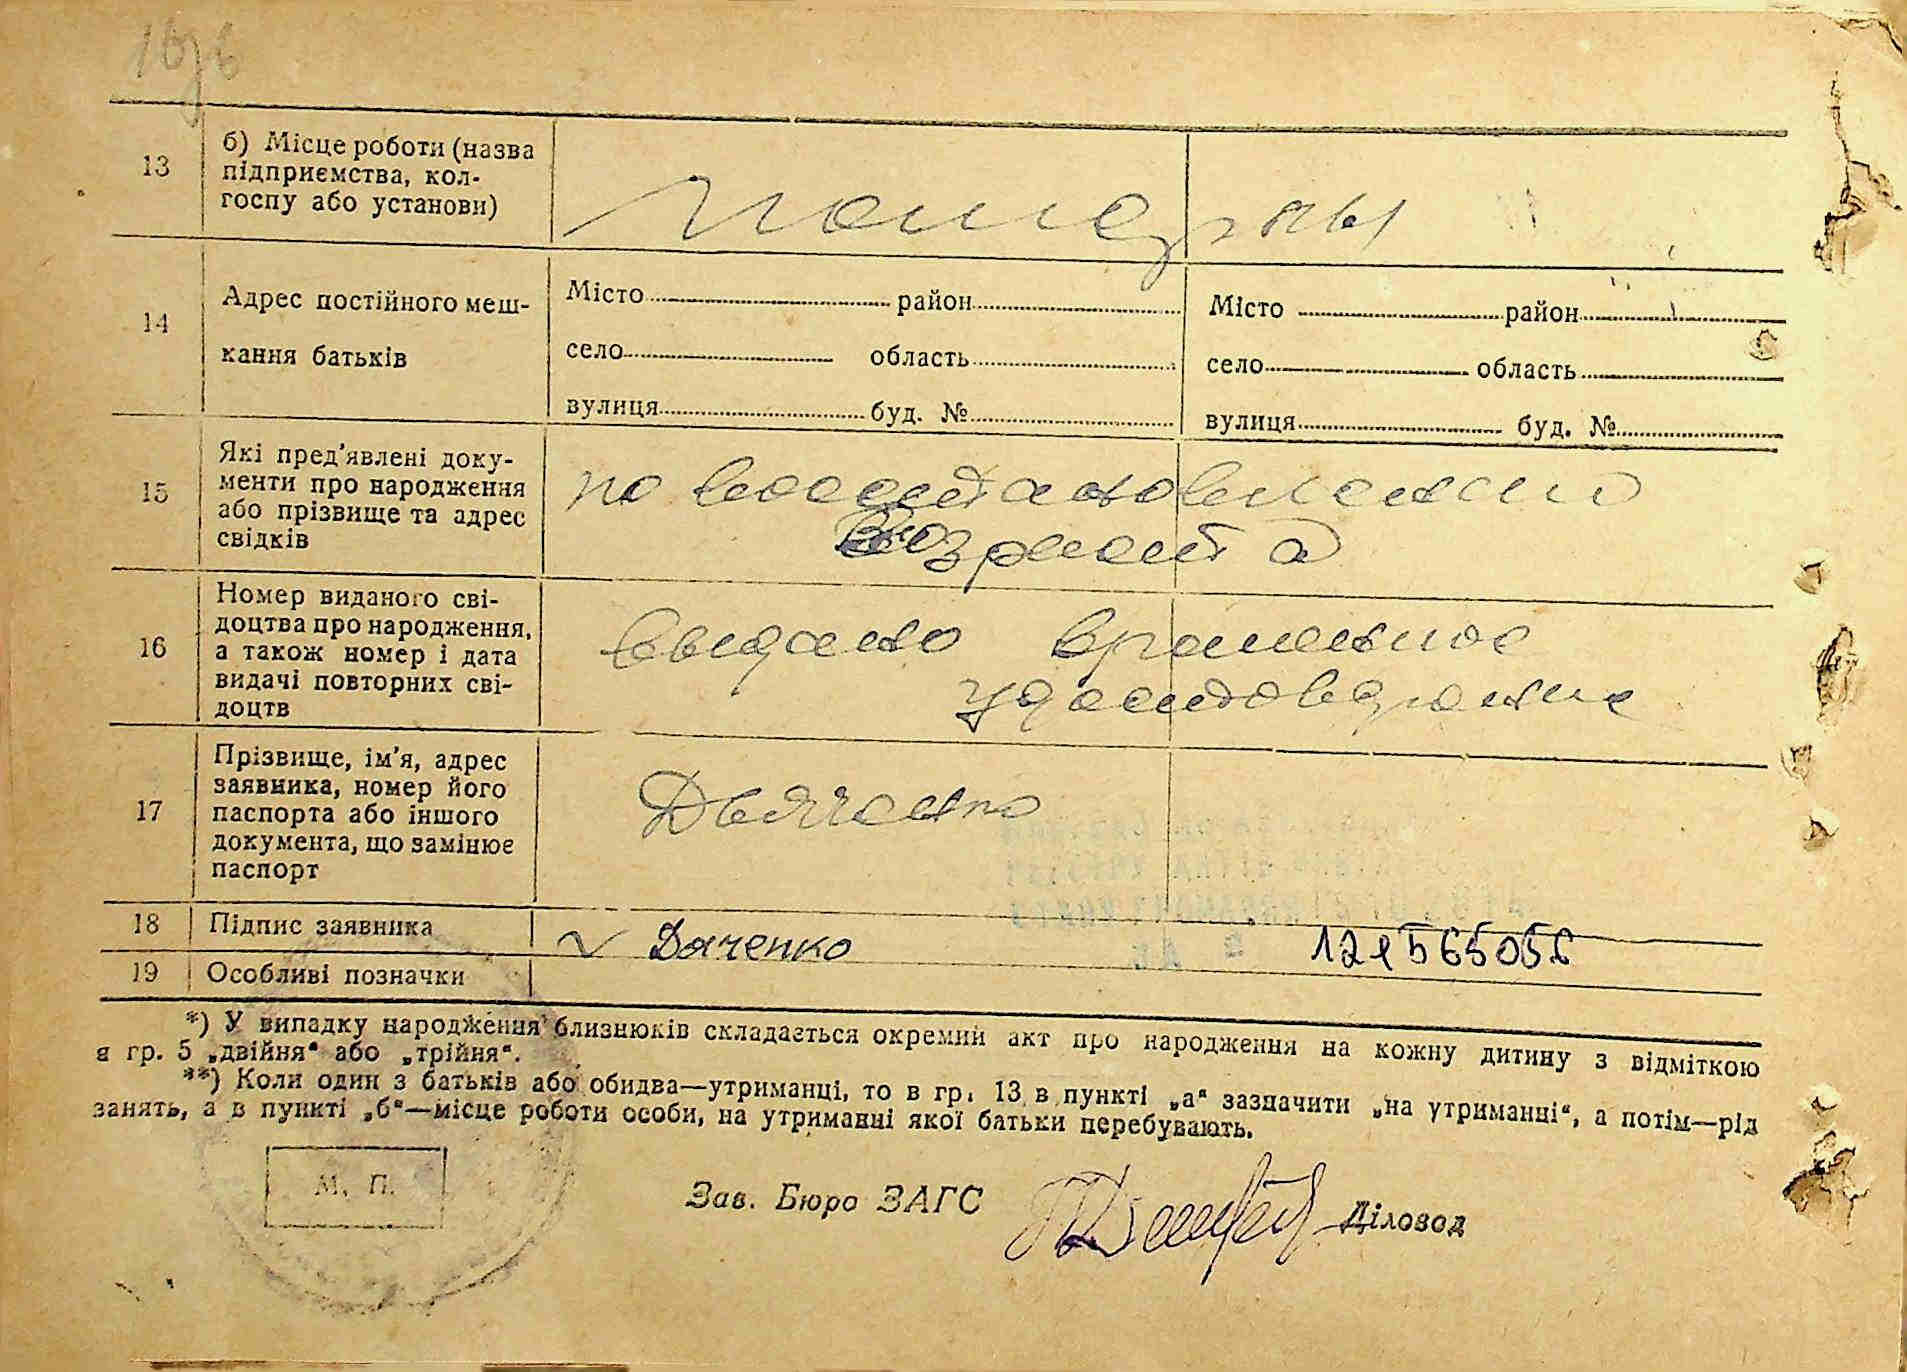 13 б) Місце роботи (назва
підприємства, кол-
госпу або установи)
14 Адрес постійного меш-
кання батьків
Місто район
село область
вулиця буд. №
Місто район
село область
вулиця буд. №
15 Які пред'явлені доку-
менти про народження
або прізвище та адрес
свідків
по восстановлению
возраста
16 Номер виданого сві-
доцтва про народження,
а також номер і дата
видачі повторних сві-
доцтв
выдано временное
удостоверение
17 Прізвище, ім'я, адрес
заявника, номер його
паспорта або іншого
документа, що замінює
паспорт
Дьяченко
18 Підпис заявника Дяченко
19 Особливі позначки
*) У випадку народження близнюків складається окремий акт про народження на кожну дитину з відміткою
в гр. 5 „двійня“ або „трійня“.
**) Коли один з батьків або обидва—утриманці, то в гр. 13 в пункті „а“ зазначити „на утриманні“, а потім—рід
занять, а в пункті „б“—місце роботи особи, на утриманні якої батьки перебувають.
М. П.
Зав. Бюро ЗАГС Діловод